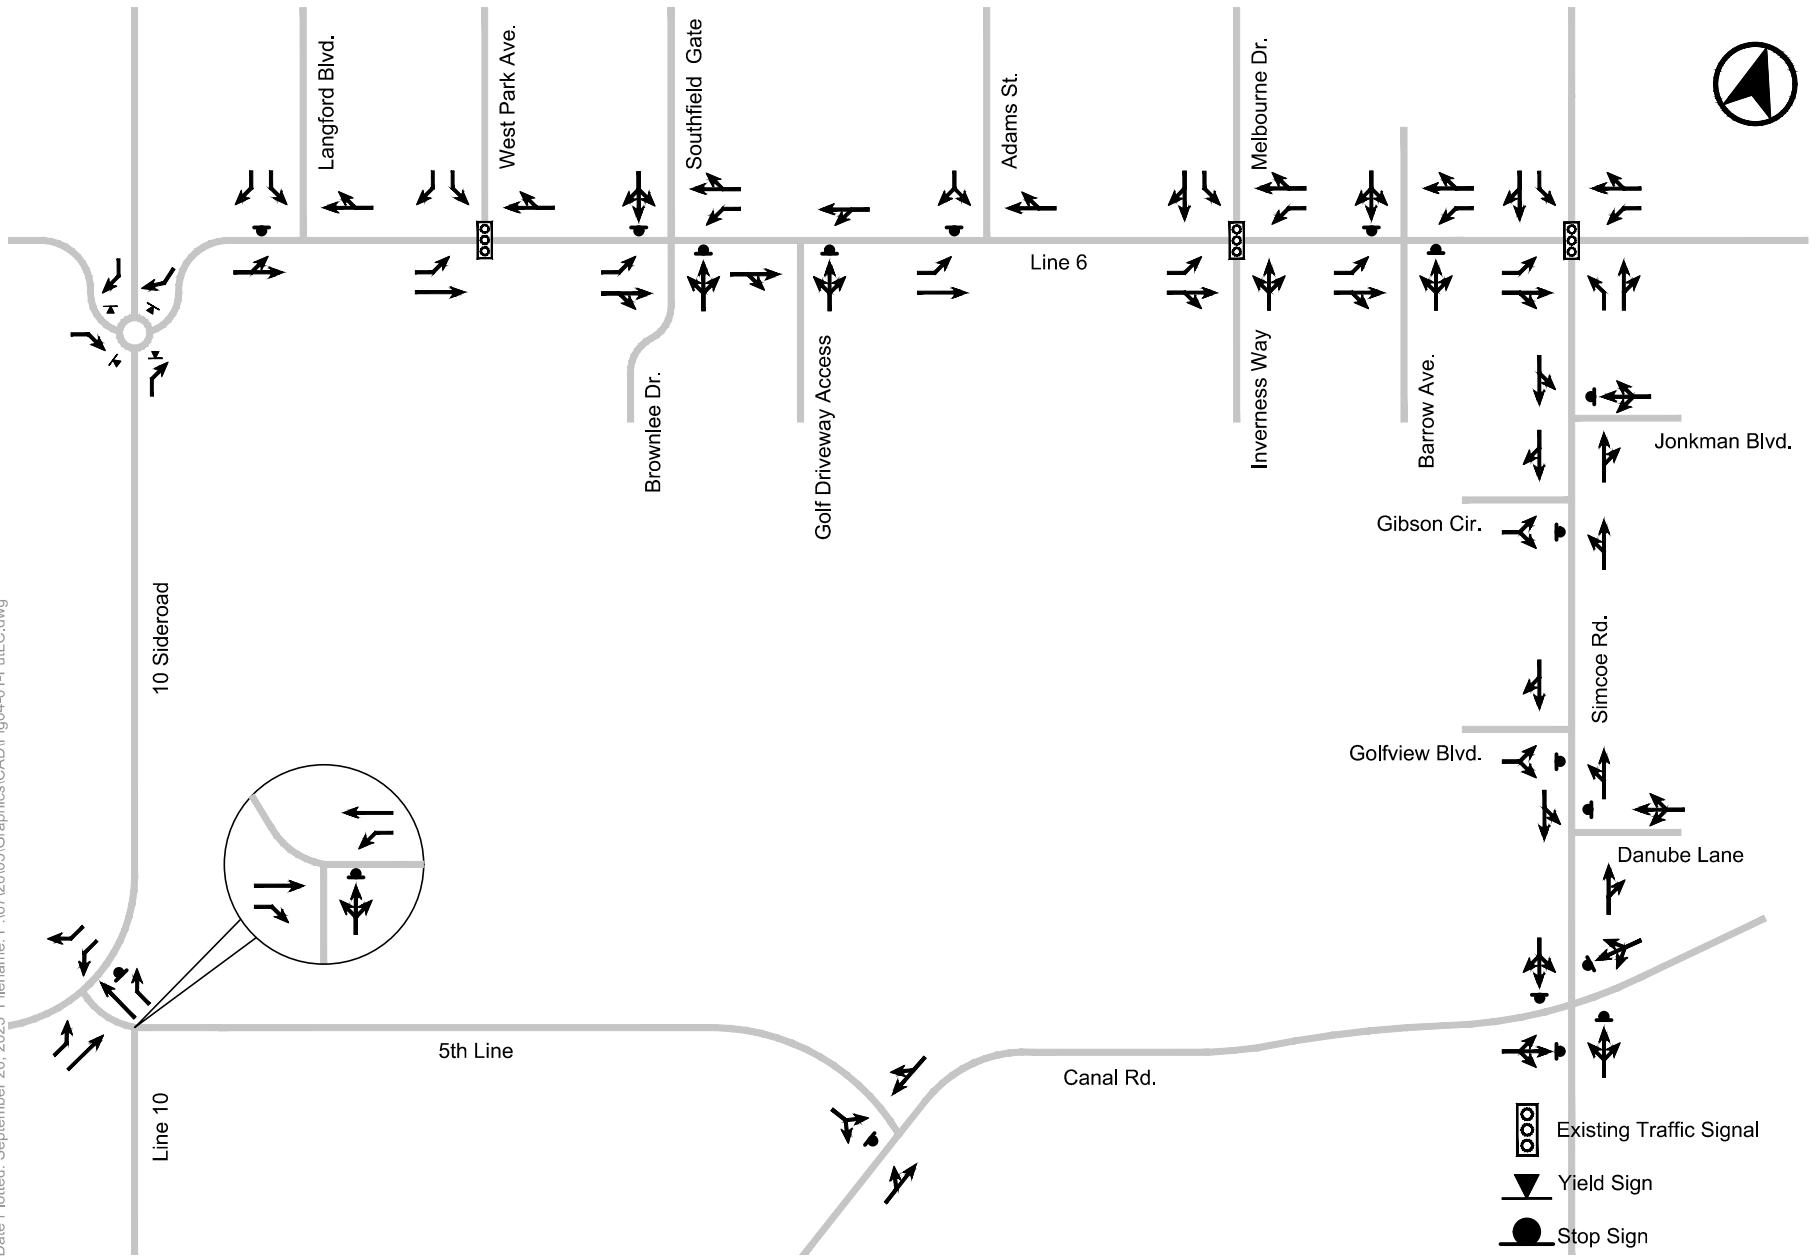 Langford Blvd.
West Park Ave.
Southfield Gate
Adams St.
Melbourne Dr.
Line 6
Brownlee Dr.
Golf Driveway Access
Inverness Way
Barrow Ave.
Jonkman Blvd.
Gibson Cir.
10 Sideroad
Simcoe Rd.
Golfview Blvd.
Danube Lane
5th Line
Canal Rd.
Line 10
Existing Traffic Signal
Yield Sign
Stop Sign